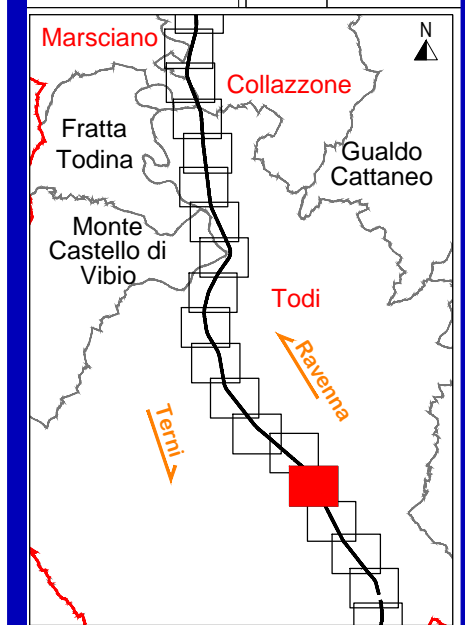 N
Marsciano
Collazzone
Fratta
Todina
Gualdo
Cattaneo
Monte
Castello di
Vibio
Todi
Ravenna
Terni